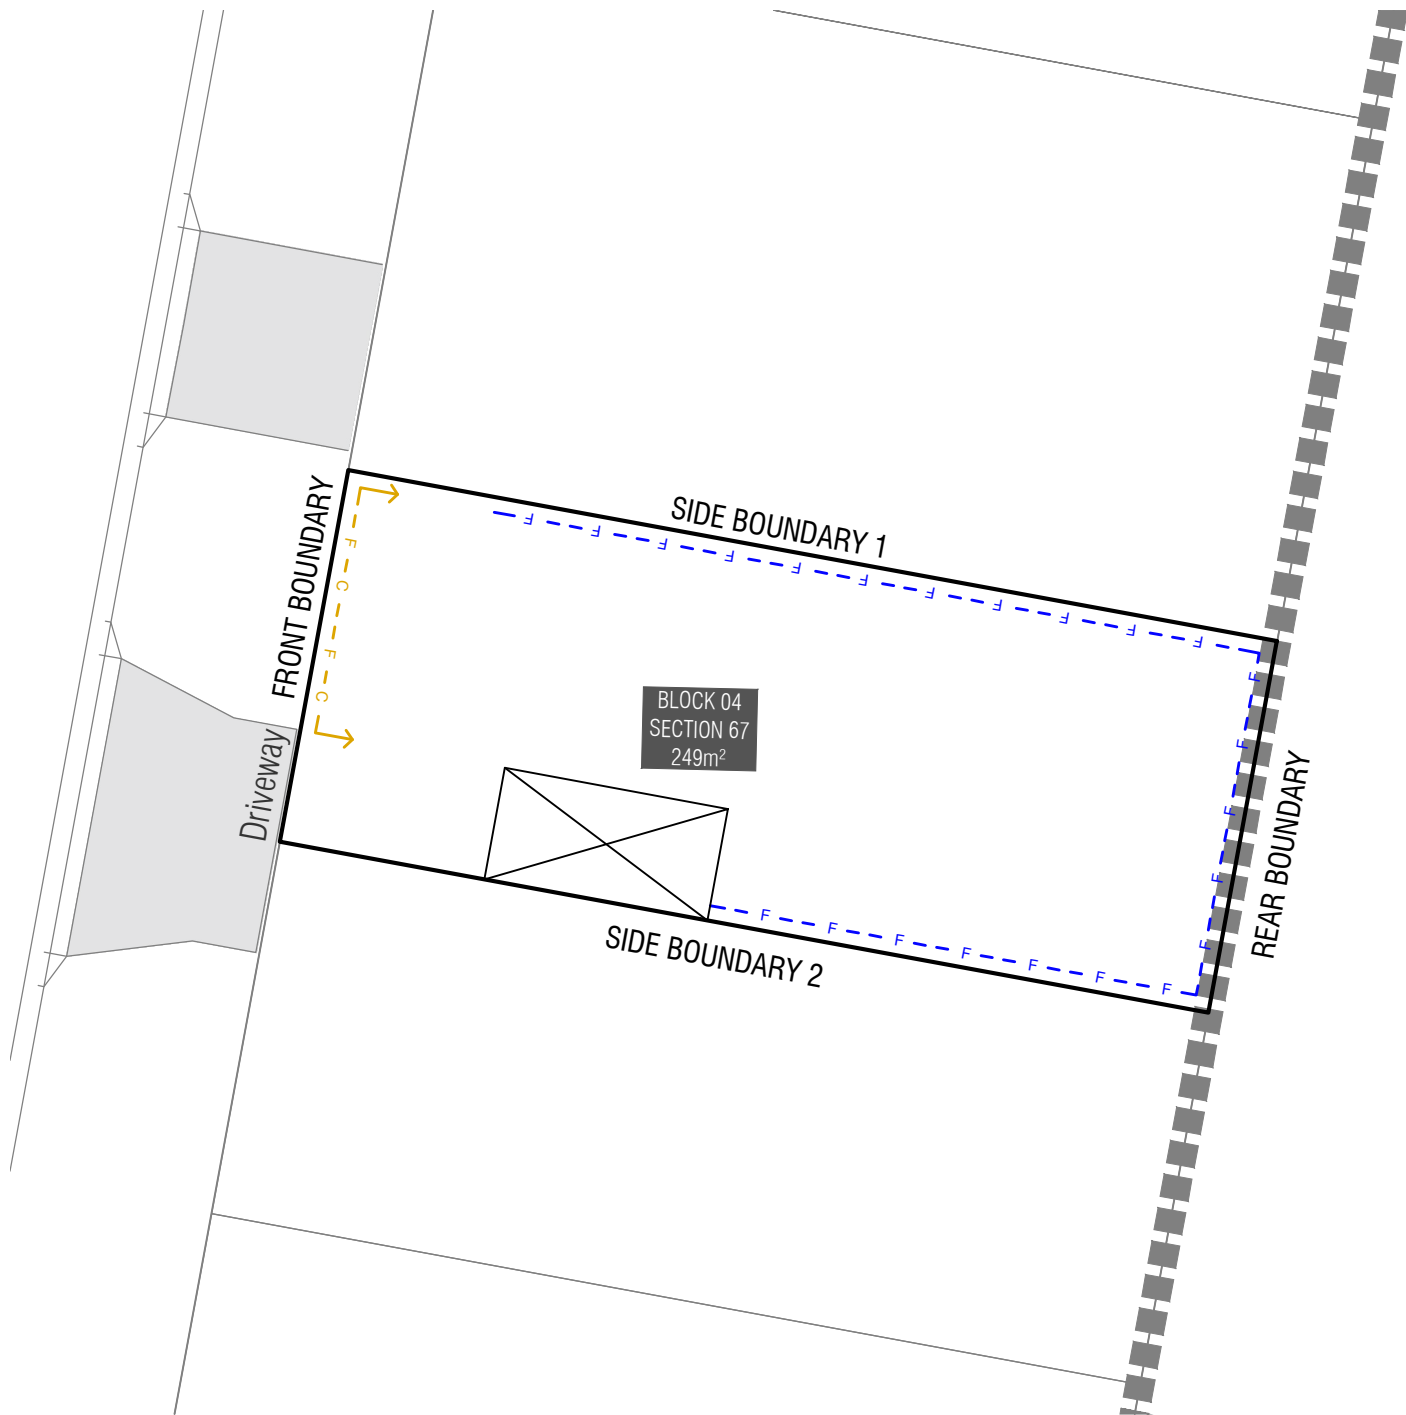 SIDE BOUNDARY 1
FRONT BOUNDARY
F F F F F F F F F F F
F C F C
BLOCK 04
SECTION 67
249m²
F F F F F
Driveway
REAR BOUNDARY
F F F F F F F
SIDE BOUNDARY 2